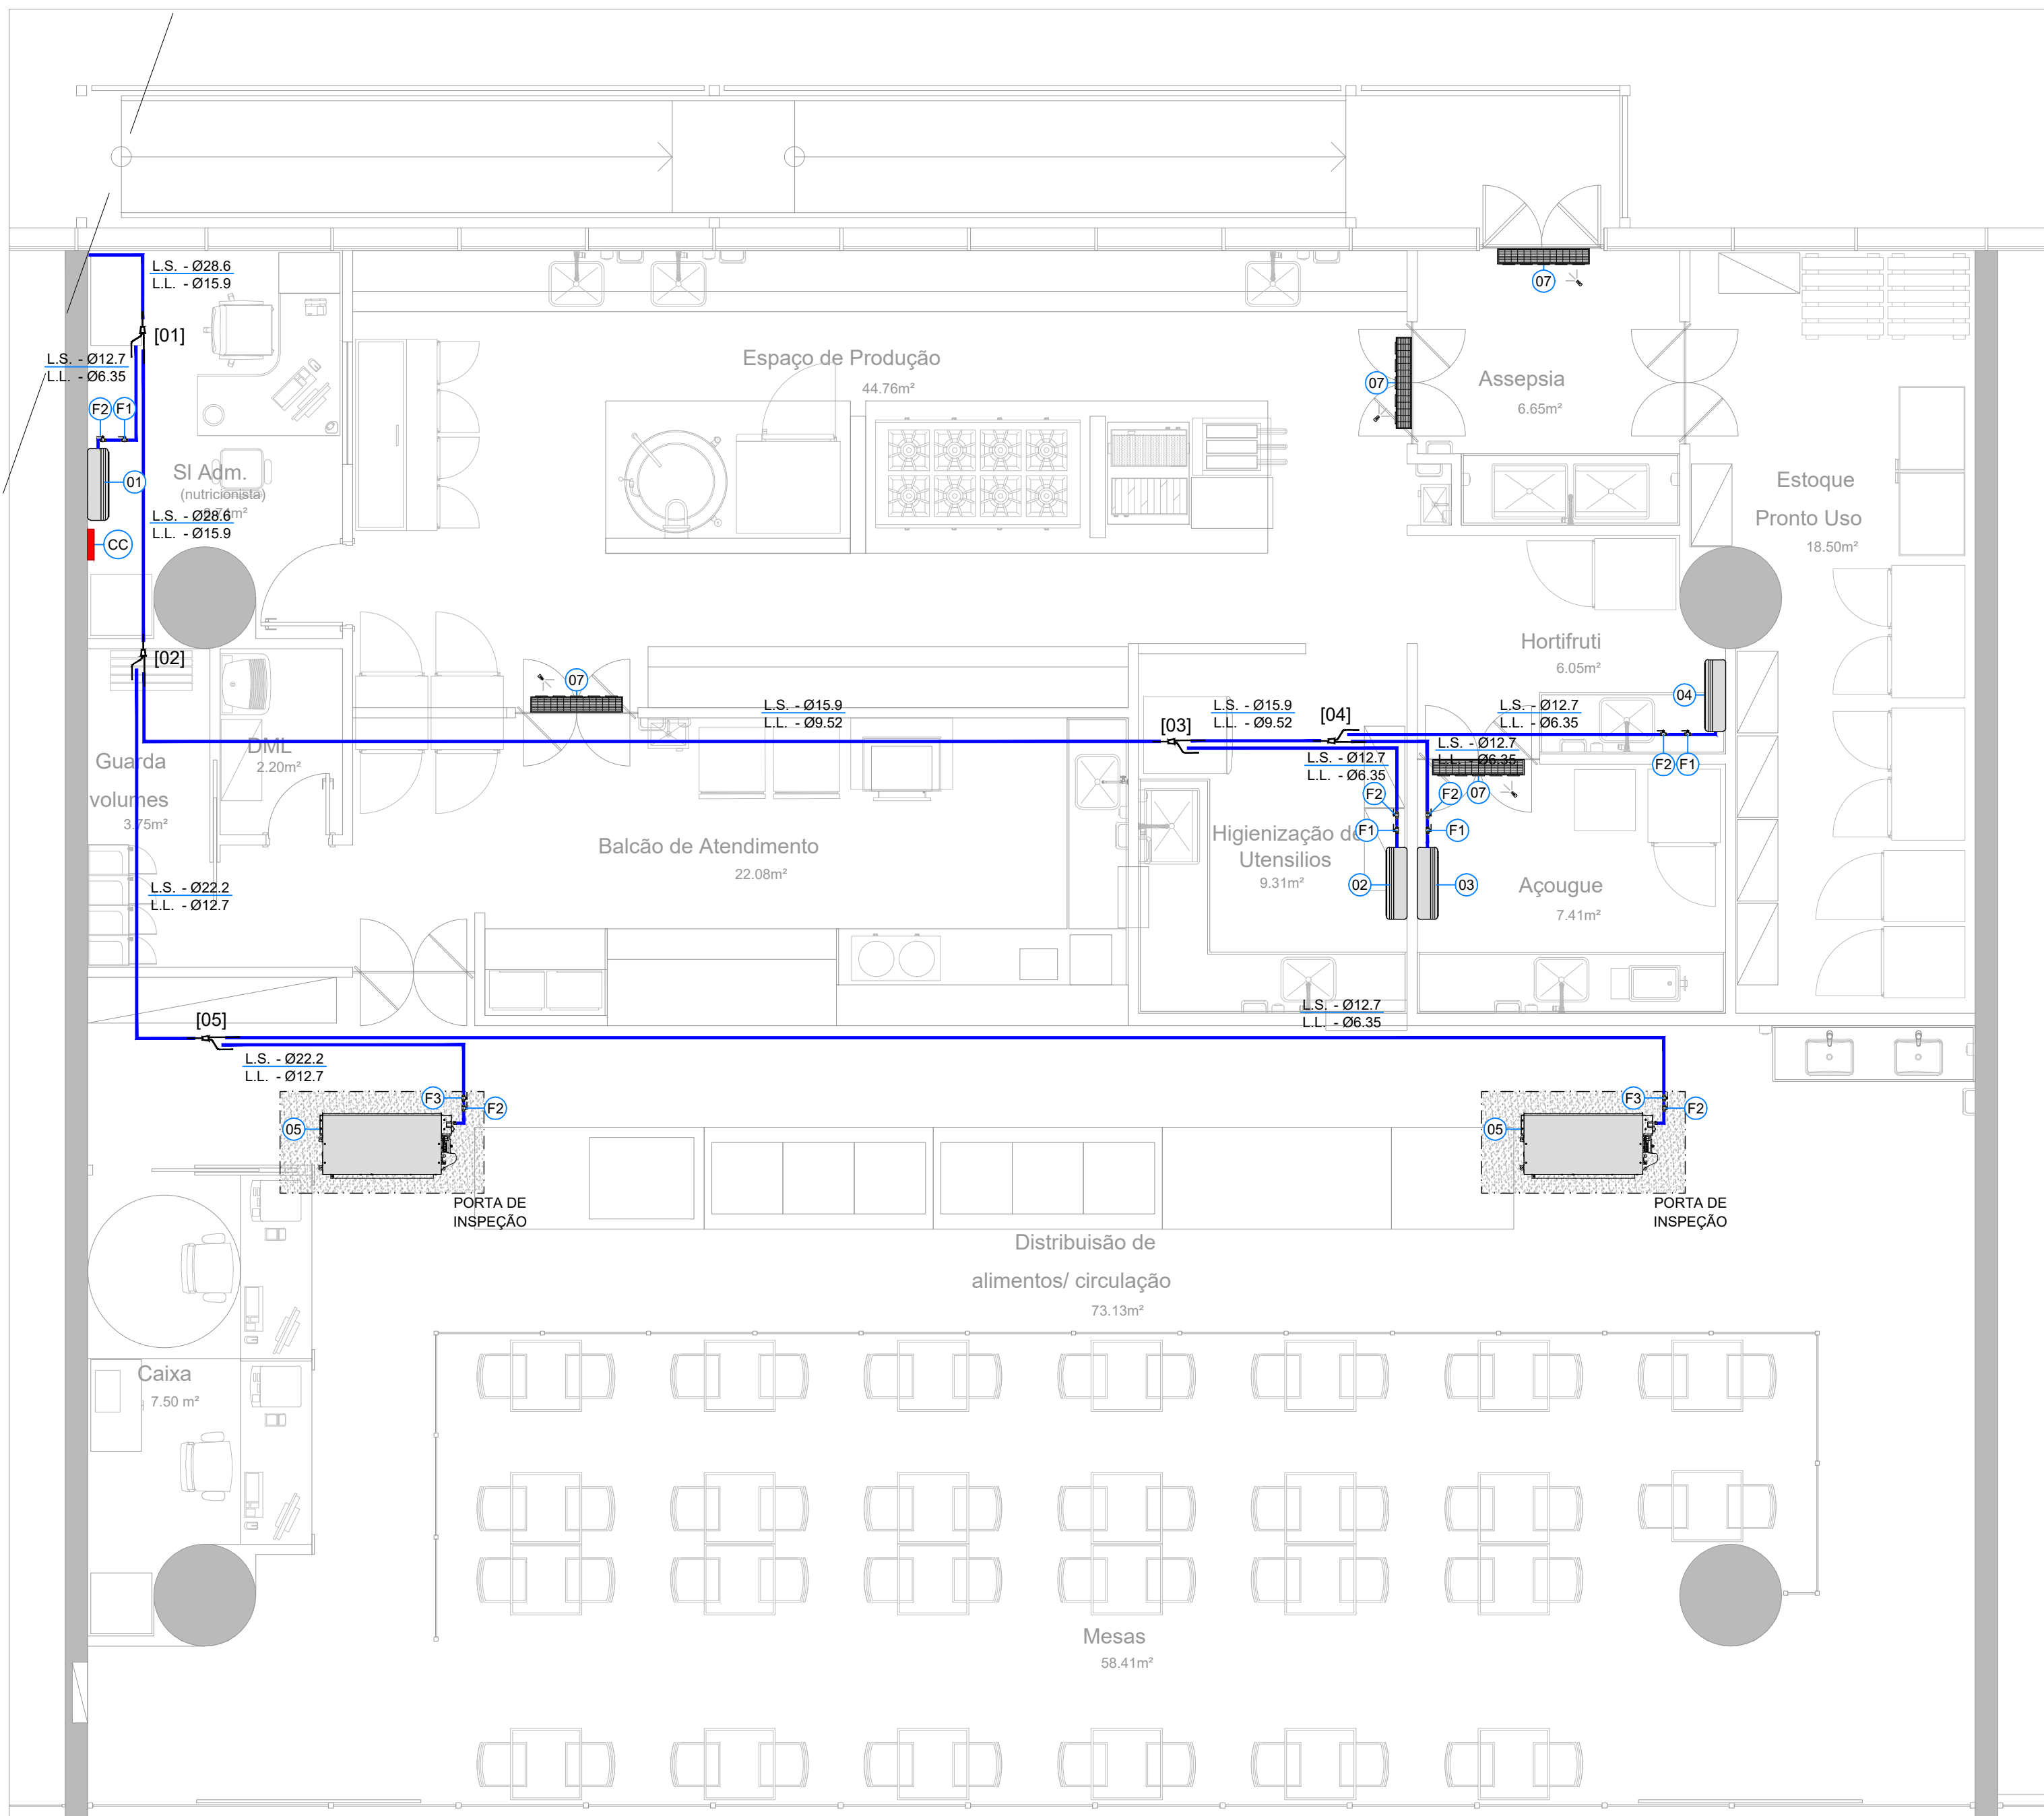 07
L.S. - Ø28.6
L.L. - Ø15.9
[01]
L.S. - Ø12.7
L.L. - Ø6.35
F2
F1
Espaço de Produção
44.76m²
07
Assepsia
6.65m²
Sl Adm.
(nutricionista)
01
L.S. - Ø28.6
L.L. - Ø15.9
CC
Estoque
Pronto Uso
18.50m²
Hortifruti
6.05m²
[02]
07
04
L.S. - Ø15.9
L.L. - Ø9.52
[03]
L.S. - Ø15.9
L.L. - Ø9.52
[04]
L.S. - Ø12.7
L.L. - Ø6.35
L.S. - Ø12.7
L.L. - Ø6.35
L.S. - Ø12.7
L.L. - Ø6.35
F2
F1
F2
F2
07
F1
F1
DML
2.20m²
Guarda
volumes
3.75m²
Balcão de Atendimento
22.08m²
Higienização de
Utensilios
9.31m²
02
03
Açougue
7.41m²
L.S. - Ø22.2
L.L. - Ø12.7
L.S. - Ø12.7
L.L. - Ø6.35
[05]
L.S. - Ø22.2
L.L. - Ø12.7
F3
F2
05
PORTA DE
INSPEÇÃO
F3
F2
05
PORTA DE
INSPEÇÃO
Distribuisão de
alimentos/ circulação
73.13m²
Caixa
7.50 m²
Mesas
58.41m²